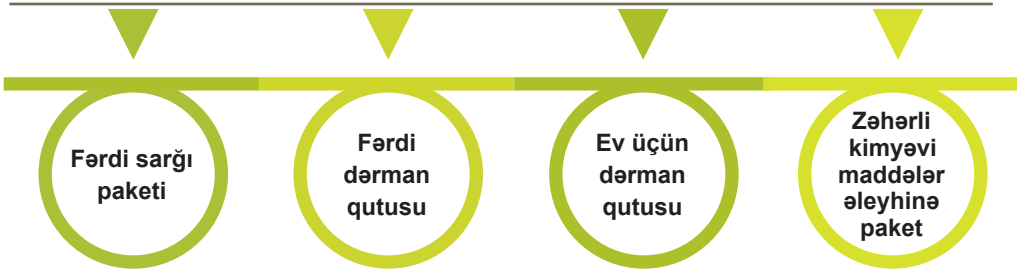 Fərdi sarğı
paketi
Fərdi
dərman
qutusu
Ev üçün
dərman
qutusu
Zəhərli
kimyəvi
maddələr
əleyhinə
paket